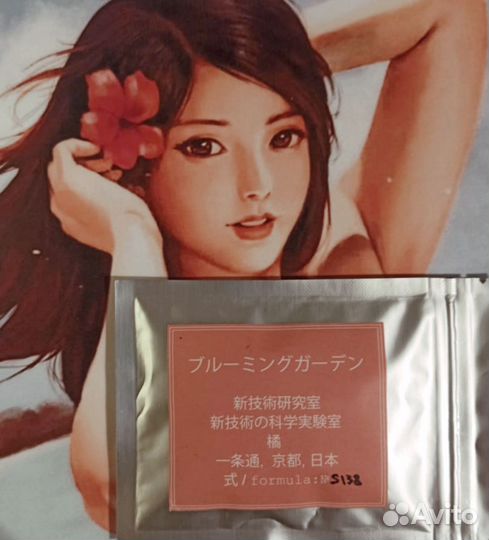 ブルーミングガーデン
新技術研究室
新技術の科学実験室
橘
一条通, 京都, 日本
式/formula: S138
Avito